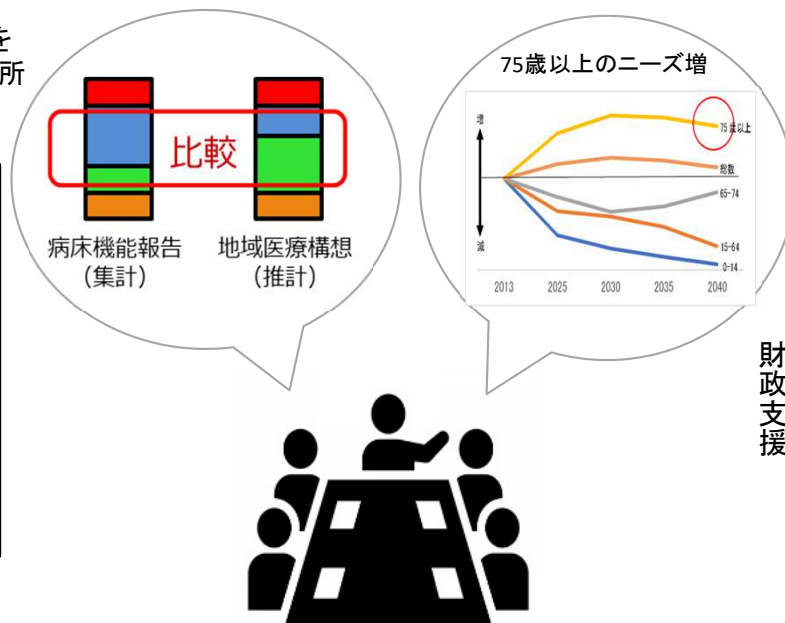 を
所
比較
病床機能報告
（集計）
地域医療構想
（推計）
75歳以上のニーズ増
増
減
75歳以上
総数
65-74
15-64
0-14
2013 2025 2030 2035 2040
財政支援